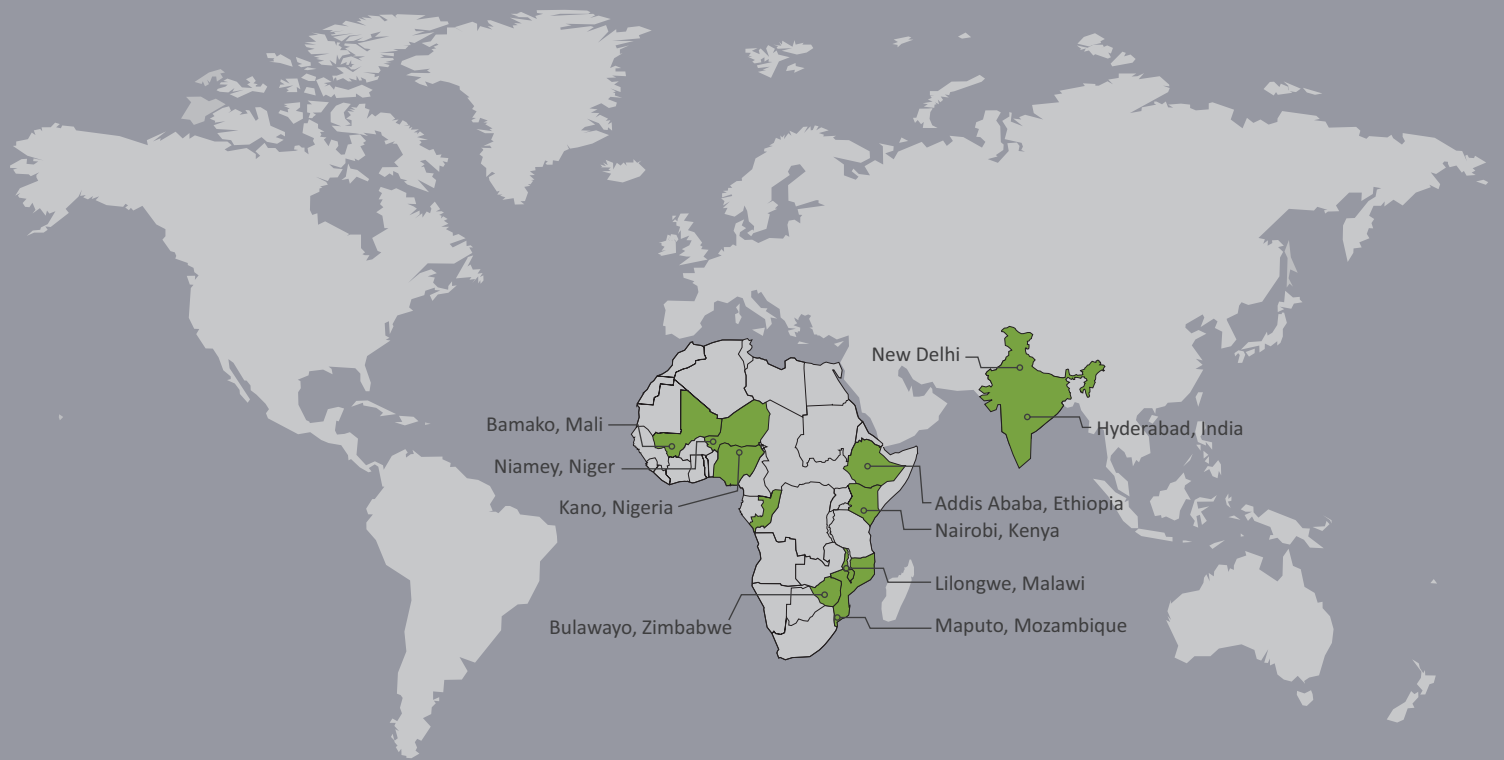 New Delhi
Bamako, Mali
Hyderabad, India
Niamey, Niger
Kano, Nigeria
Addis Ababa, Ethiopia
Nairobi, Kenya
Lilongwe, Malawi
Bulawayo, Zimbabwe
Maputo, Mozambique